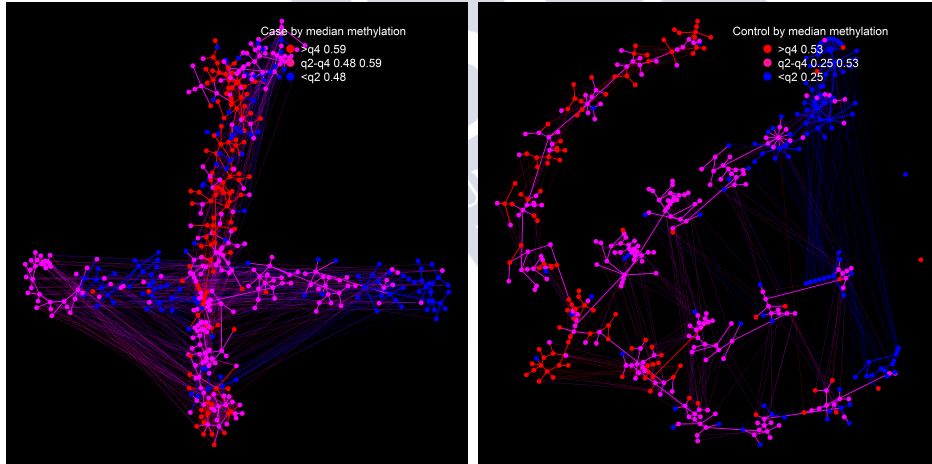 Case by median methylation
>q4 0.59
q2-q4 0.48 0.59
<q2 0.48
Control by median methylation
>q4 0.53
q2-q4 0.25 0.53
<q2 0.25